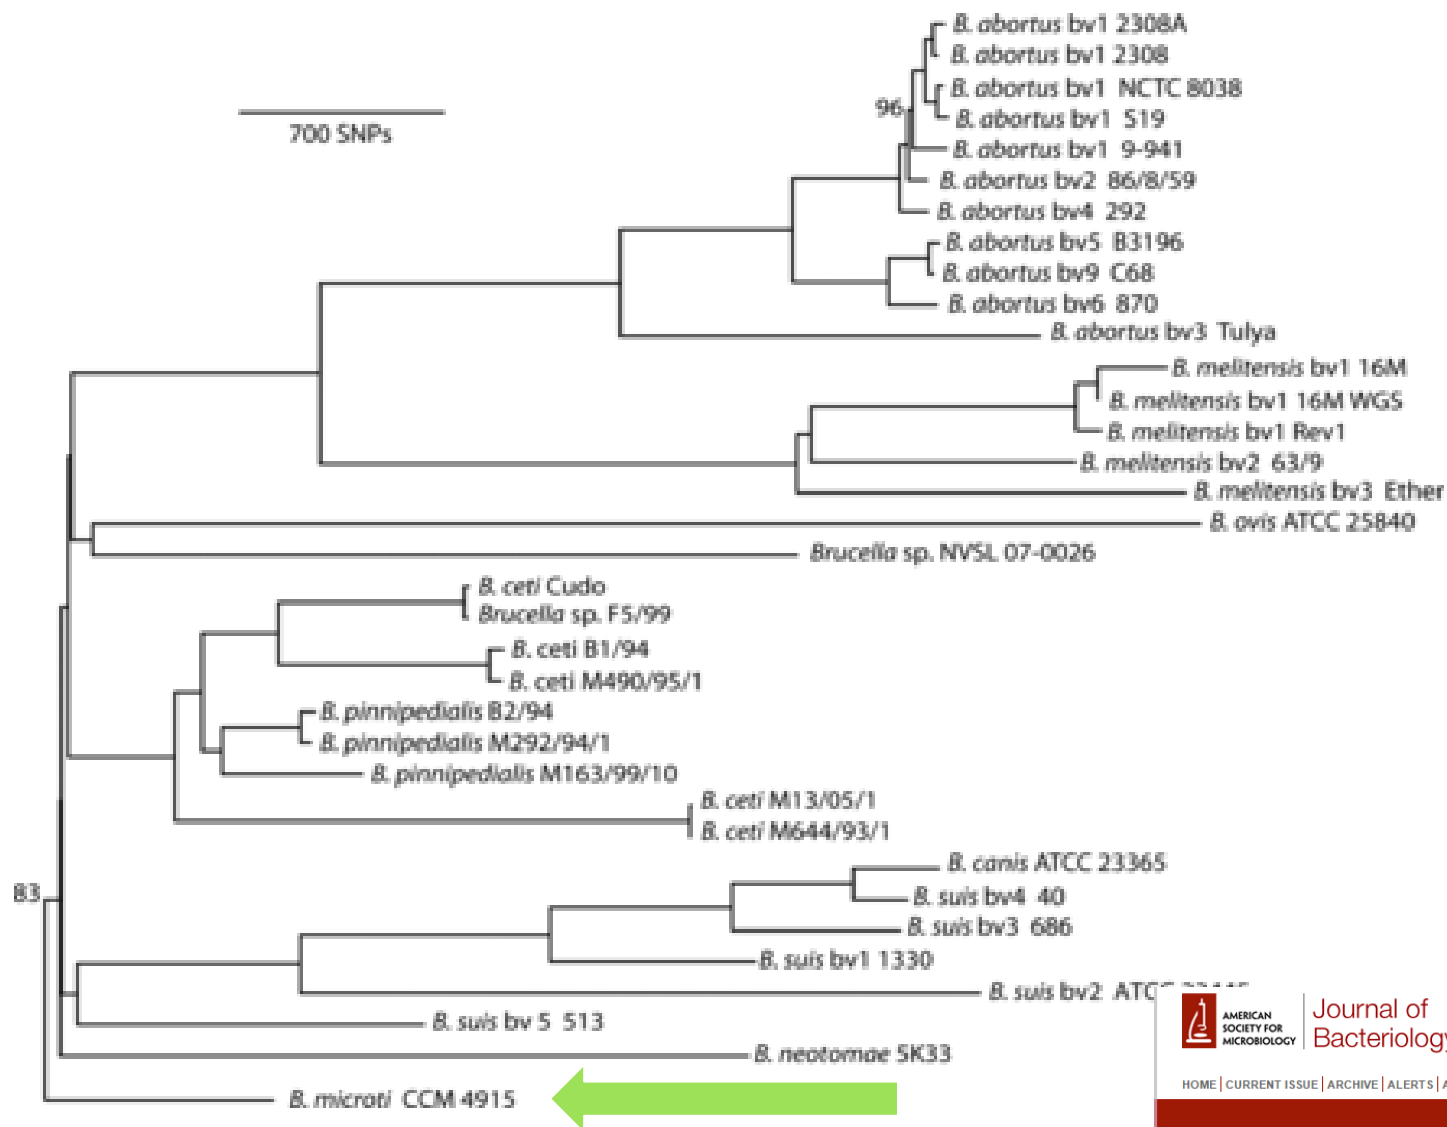 B. abortus bv1 2308A
B. abortus bv1 2308
B. abortus bv1 NCTC 8038
96
B. abortus bv1 S19
700 SNPs
B. abortus bv1 9-941
B. abortus bv2 86/8/59
B. abortus bv4 292
B. abortus bv5 B3196
B. abortus bv9 C68
B. abortus bv6 870
B. abortus bv3 Tulya
B. melitensis bv1 16M
B. melitensis bv1 16M WGS
B. melitensis bv1 Rev1
B. melitensis bv2 63/9
B. melitensis bv3 Ether
B. ovis ATCC 25840
Brucella sp. NVSL 07-0026
B. ceti Cudo
Brucella sp. F5/99
B. ceti B1/94
B. ceti M490/95/1
B. pinnipedialis B2/94
B. pinnipedialis M292/94/1
B. pinnipedialis M163/99/10
B. ceti M13/05/1
B. ceti M644/93/1
B. canis ATCC 23365
83
B. suis bv4 40
B. suis bv3 686
B. suis bv1 1330
B. suis bv2 ATCC
B. suis bv 5 513
B. neotomae 5K33
B. microti CCM 4915
AMERICAN
SOCIETY FOR
MICROBIOLOGY
Journal of
Bacteriology
HOME | CURRENT ISSUE | ARCHIVE | ALERTS |